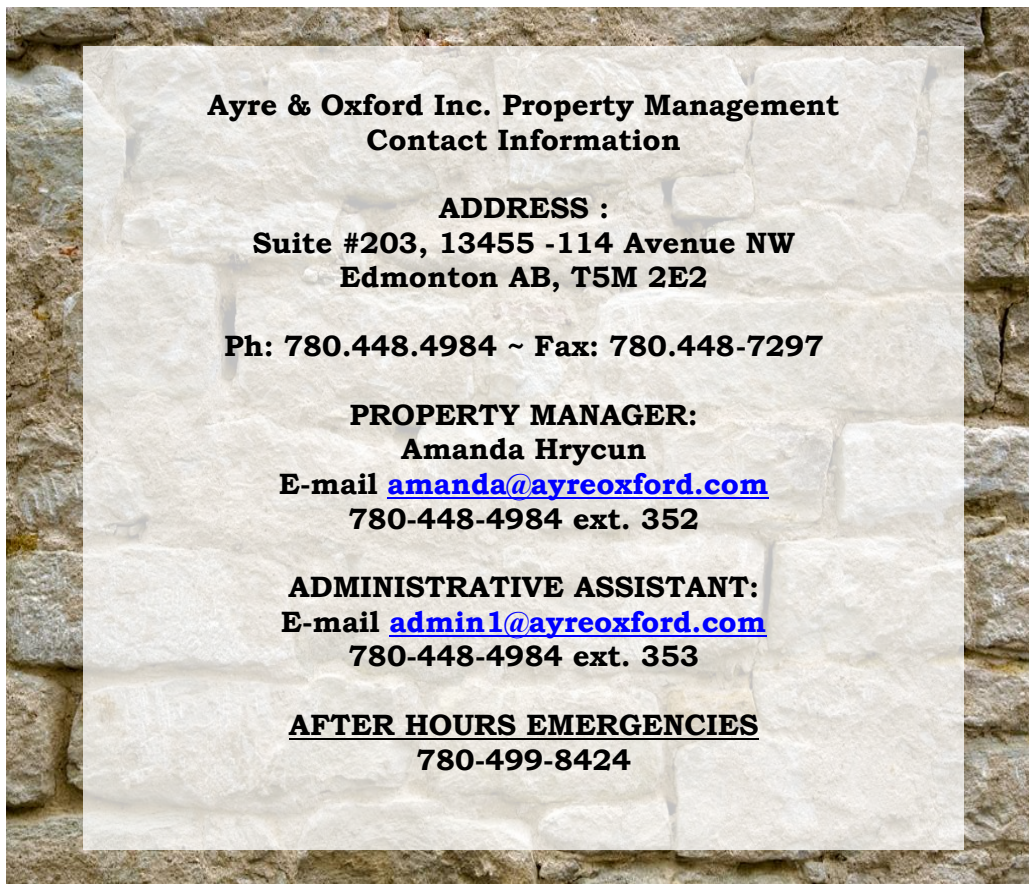 Ayre & Oxford Inc. Property Management
Contact Information
ADDRESS :
Suite #203, 13455 -114 Avenue NW
Edmonton AB, T5M 2E2
Ph: 780.448.4984 ~ Fax: 780.448-7297
PROPERTY MANAGER:
Amanda Hrycun
E-mail amanda@ayreoxford.com
780-448-4984 ext. 352
ADMINISTRATIVE ASSISTANT:
E-mail admin1@ayreoxford.com
780-448-4984 ext. 353
AFTER HOURS EMERGENCIES
780-499-8424